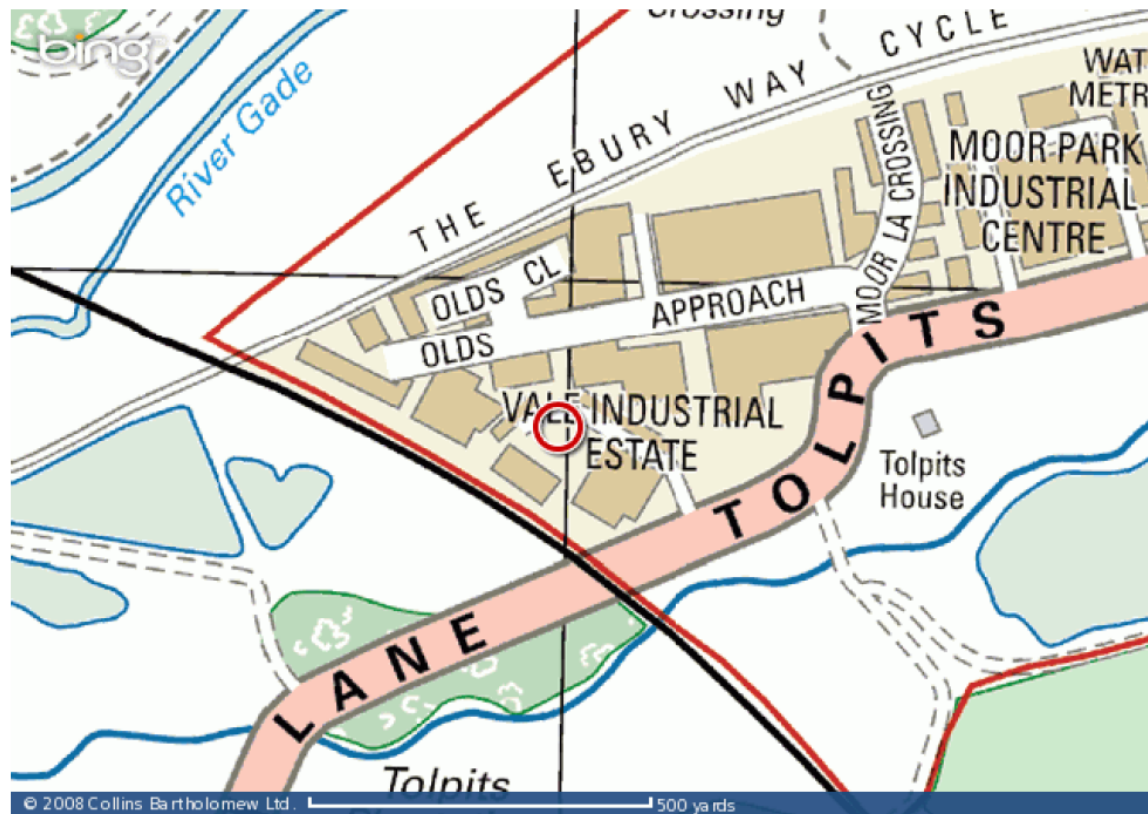 bing
Crossing
River Gade
THE EBURY WAY CYCLE
WAT
METR
MOOR LA CROSSING
MOOR PARK
INDUSTRIAL
CENTRE
OLDS CL
OLDS APPROACH
VALE INDUSTRIAL
ESTATE
Tolpits
House
LANE TOLPITS
Tolpits
© 2008 Collins Bartholomew Ltd.
500 yards